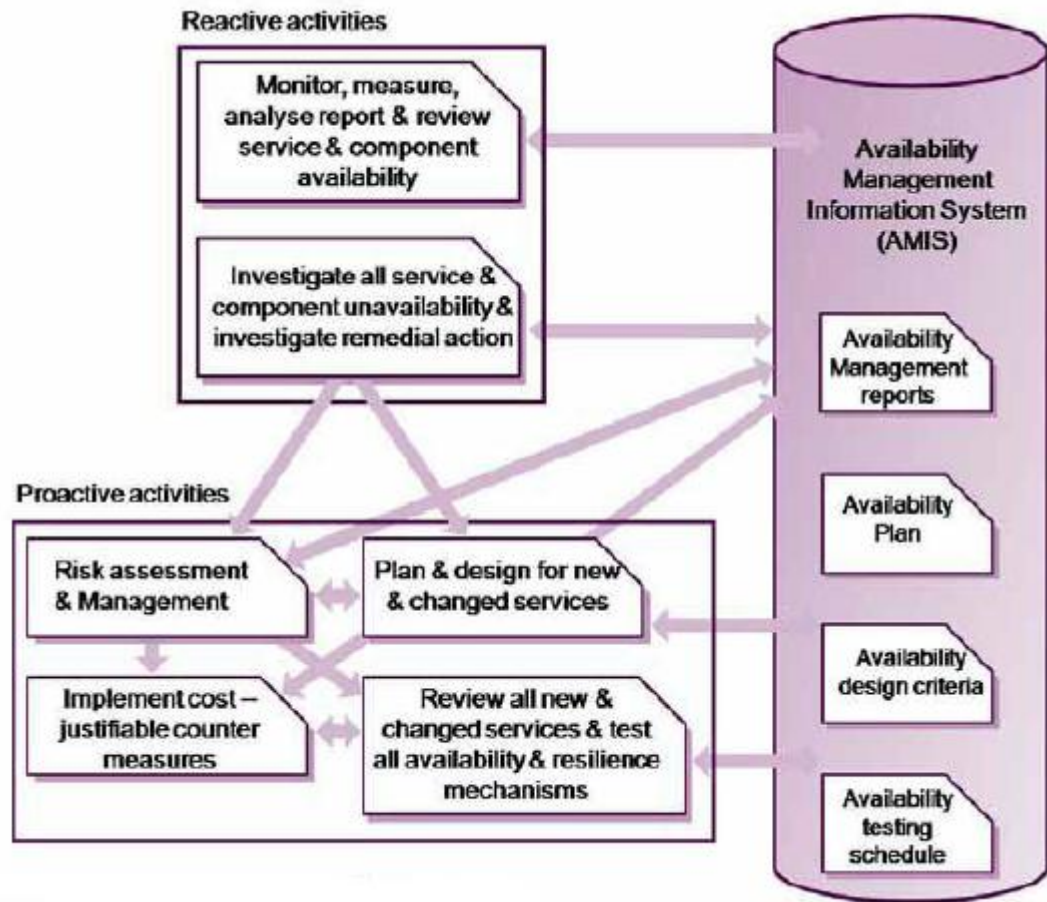 Reactive activities
Monitor, measure,
analyse report & review
service & component
availability
Investigate all service &
component unavailability &
investigate remedial action
Proactive activities
Risk assessment
& Management
Plan & design for new
& changed services
Implement cost –
justifiable counter
measures
Review all new &
changed services & test
all availability & resilience
mechanisms
Availability
Management
Information System
(AMIS)
Availability
Management
reports
Availability
Plan
Availability
design criteria
Availability
testing
schedule